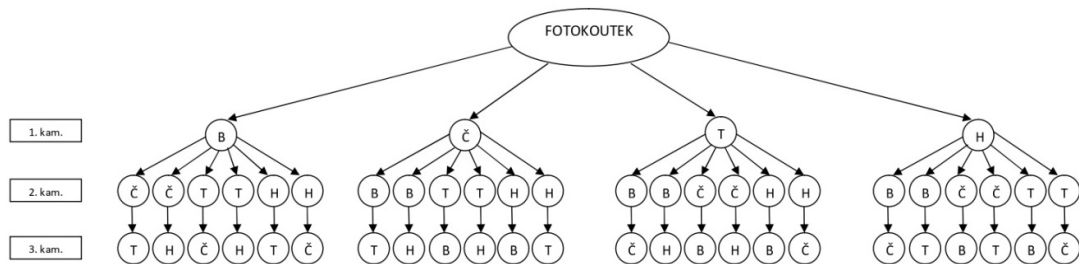 FOTOKOUTEK
1. kam. B Č T H
2. kam. Č Č T T H H B B T T H H B B Č Č H H B B Č Č T T
3. kam. T H Č H T Č T H B H B T Č H B H B Č Č T B T B Č